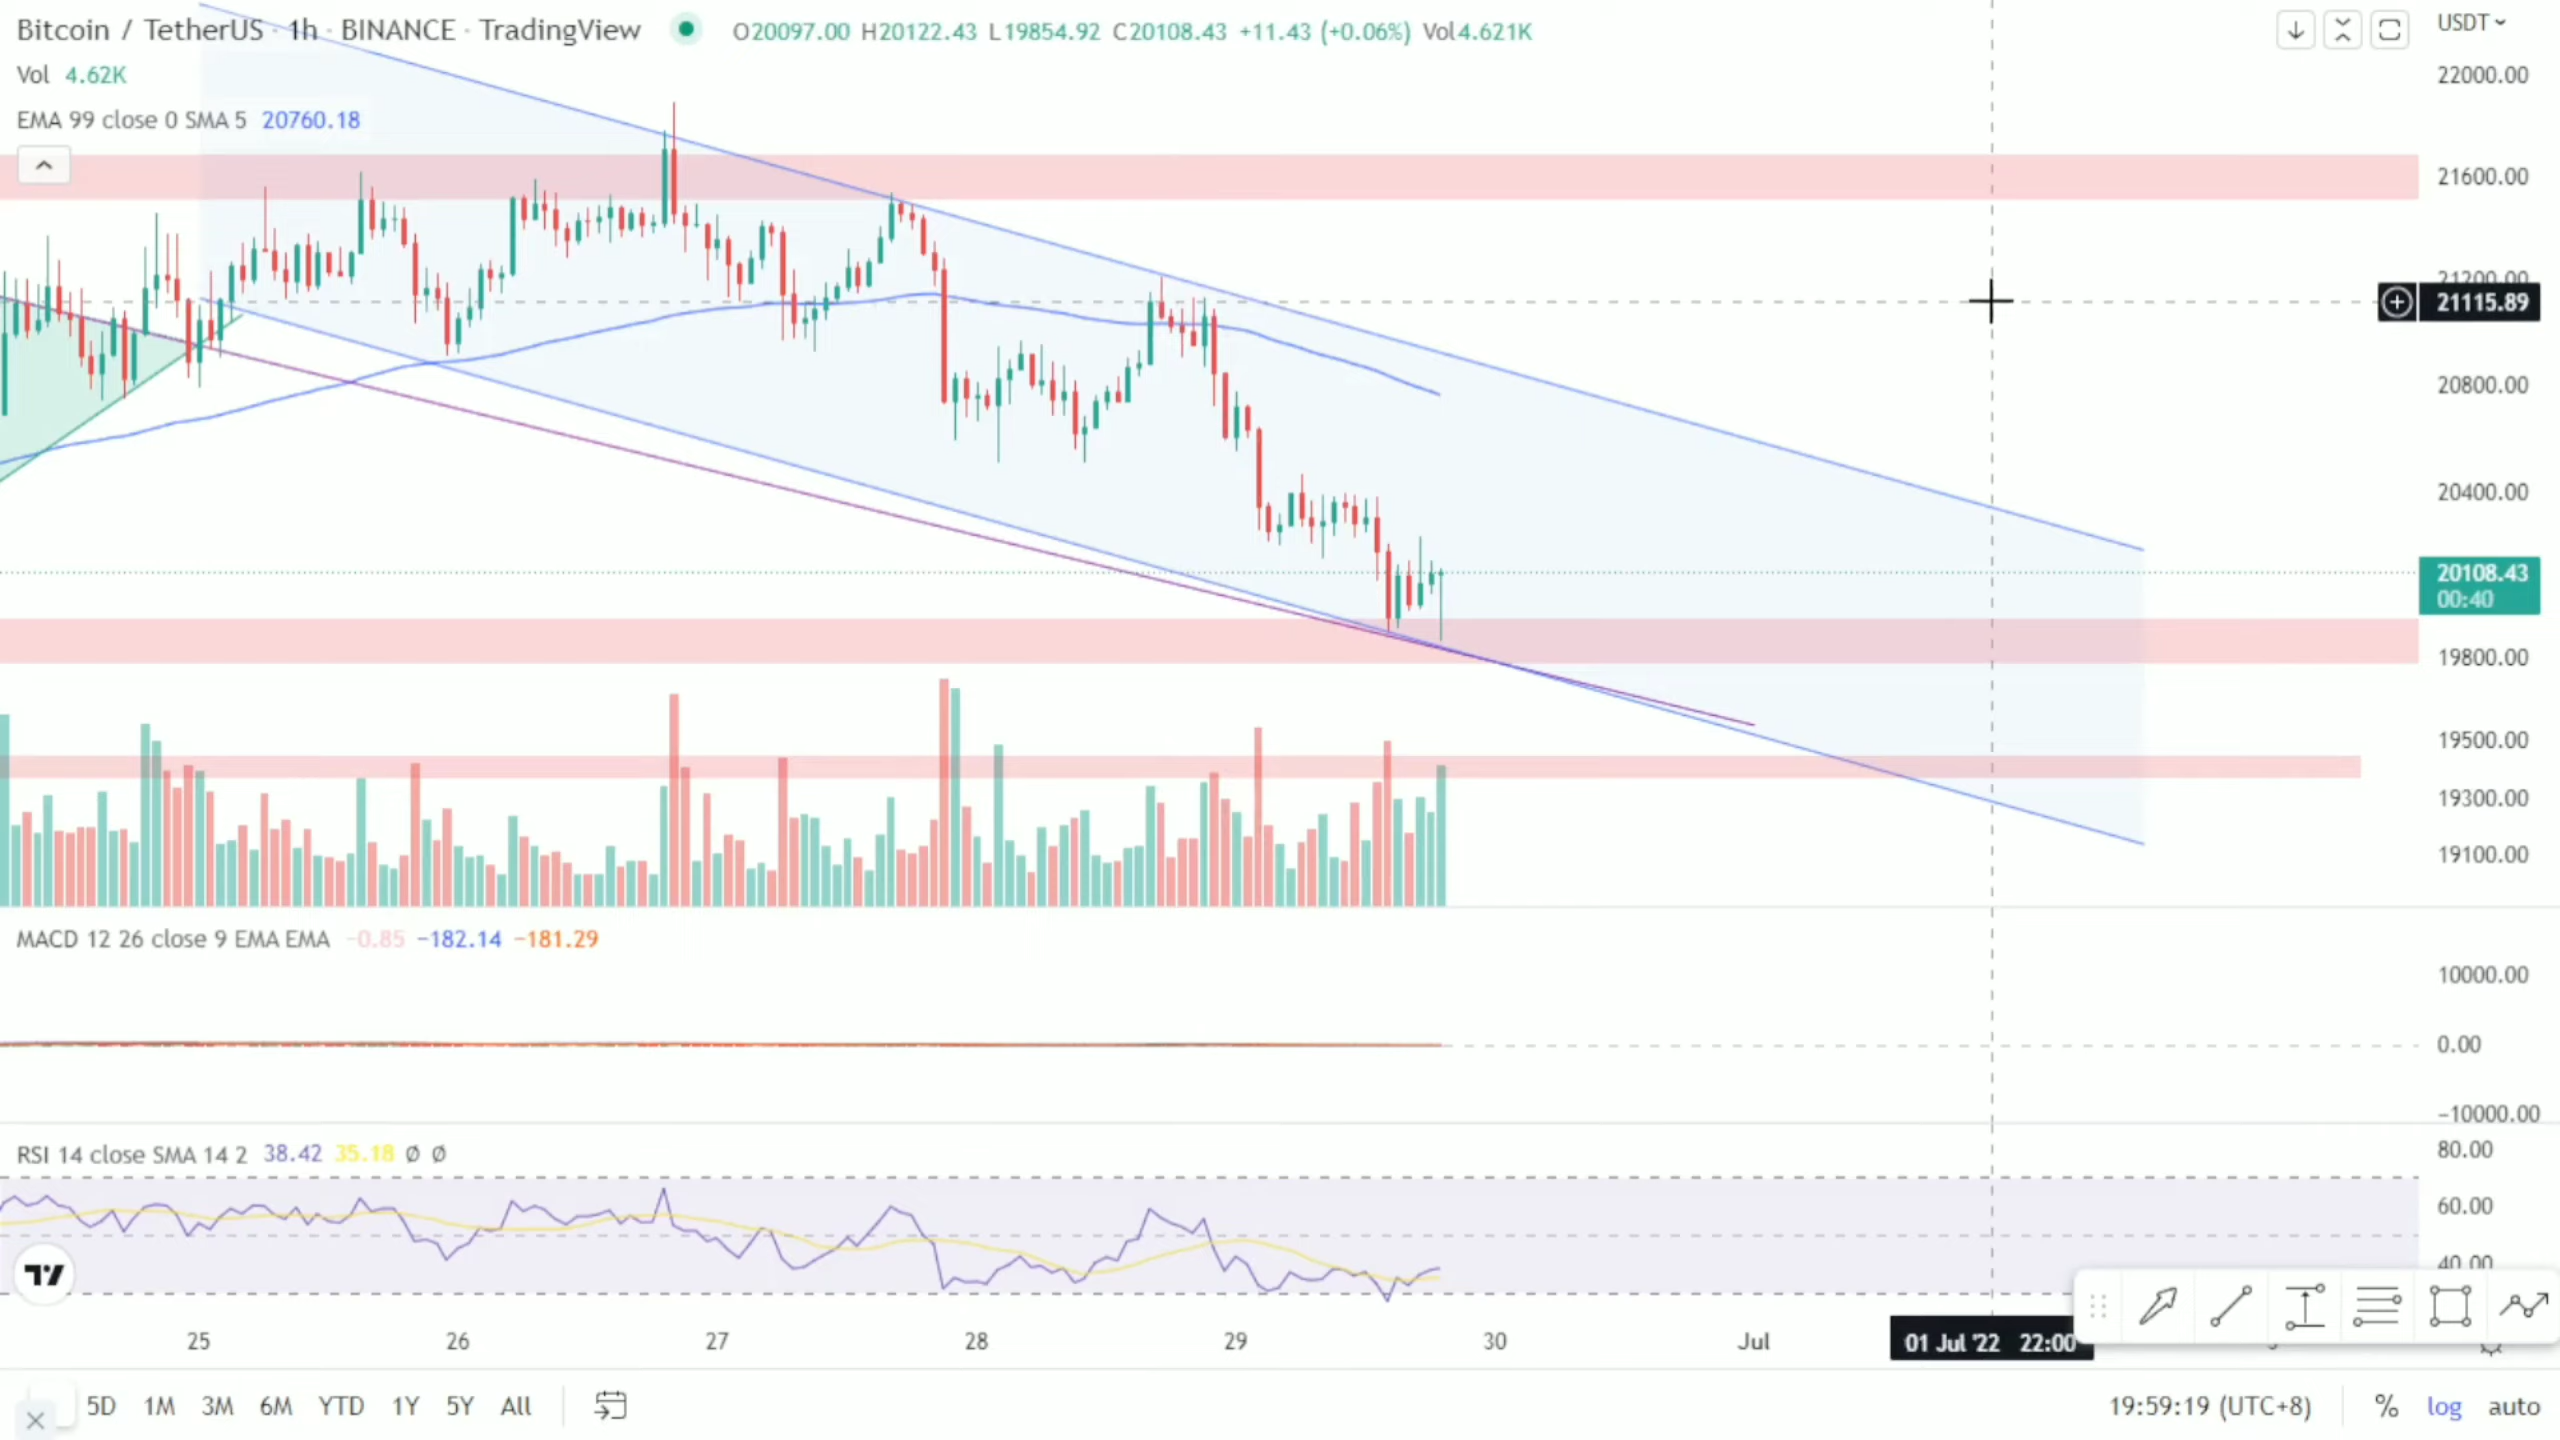 Bitcoin / TetherUS · 1h · BINANCE · TradingView O20097.00 H20122.43 L19854.92 C20108.43 +11.43 (+0.06%) Vol4.621K USDT
Vol 4.62K
EMA 99 close 0 SMA 5 20760.18
22000.00
21600.00
21200.00
21115.89
20800.00
20400.00
20108.43
00:40
19800.00
19500.00
19300.00
19100.00
MACD 12 26 close 9 EMA EMA −0.85 −182.14 −181.29
10000.00
0.00
−10000.00
RSI 14 close SMA 14 2 38.42 35.18 Ø Ø
80.00
60.00
40.00
25 26 27 28 29 30 Jul 01 Jul '22 22:00
5D 1M 3M 6M YTD 1Y 5Y All 19:59:19 (UTC+8) % log auto